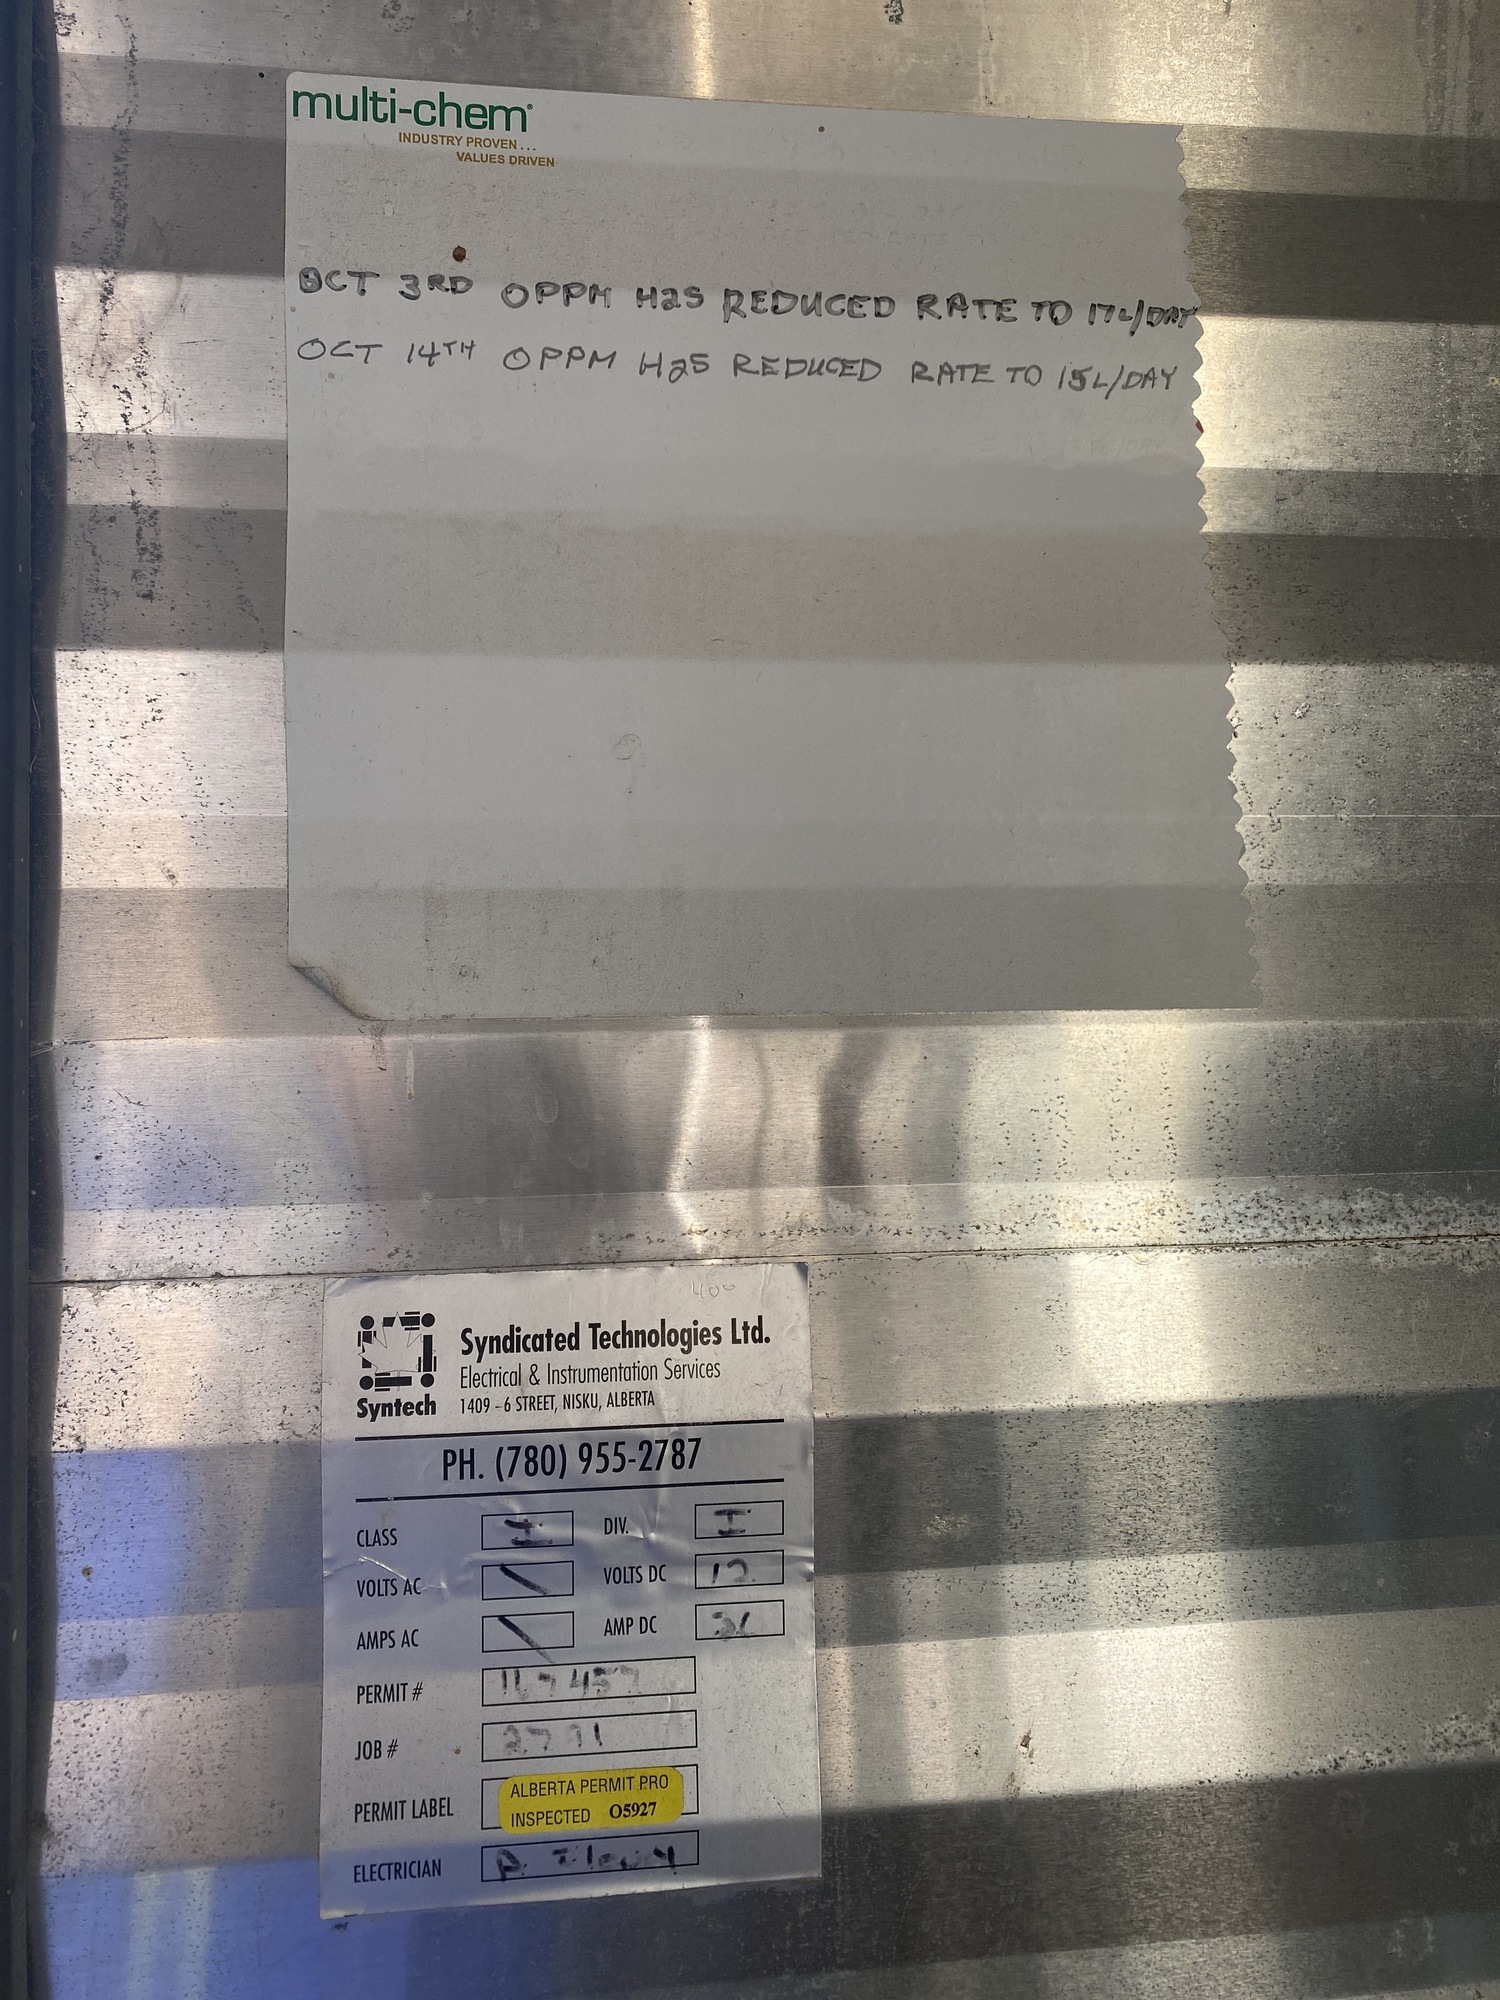 multi-chem®
INDUSTRY PROVEN...
VALUES DRIVEN
OCT 3RD 0PPM H2S REDUCED RATE TO 17L/DAY
OCT 14TH 0PPM H2S REDUCED RATE TO 15L/DAY
Syndicated Technologies Ltd.
Electrical & Instrumentation Services
Syntech 1409 - 6 STREET, NISKU, ALBERTA
PH. (780) 955-2787
CLASS I DIV. I
VOLTS AC \ VOLTS DC 12
AMPS AC \ AMP DC
PERMIT # 167457
JOB #
PERMIT LABEL
ALBERTA PERMIT PRO
INSPECTED O5927
ELECTRICIAN